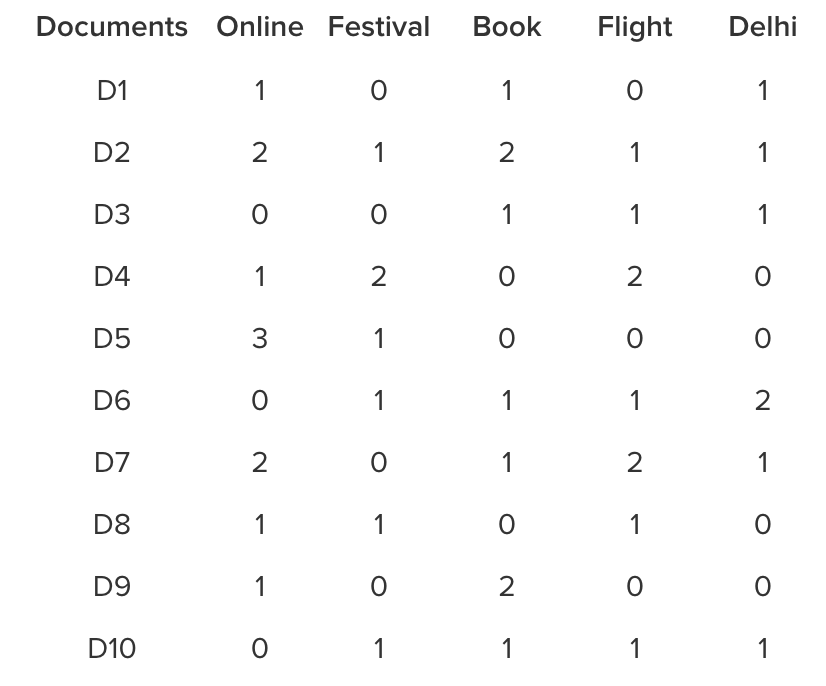 Documents Online Festival Book Flight Delhi
D1 1 0 1 0 1
D2 2 1 2 1 1
D3 0 0 1 1 1
D4 1 2 0 2 0
D5 3 1 0 0 0
D6 0 1 1 1 2
D7 2 0 1 2 1
D8 1 1 0 1 0
D9 1 0 2 0 0
D10 0 1 1 1 1